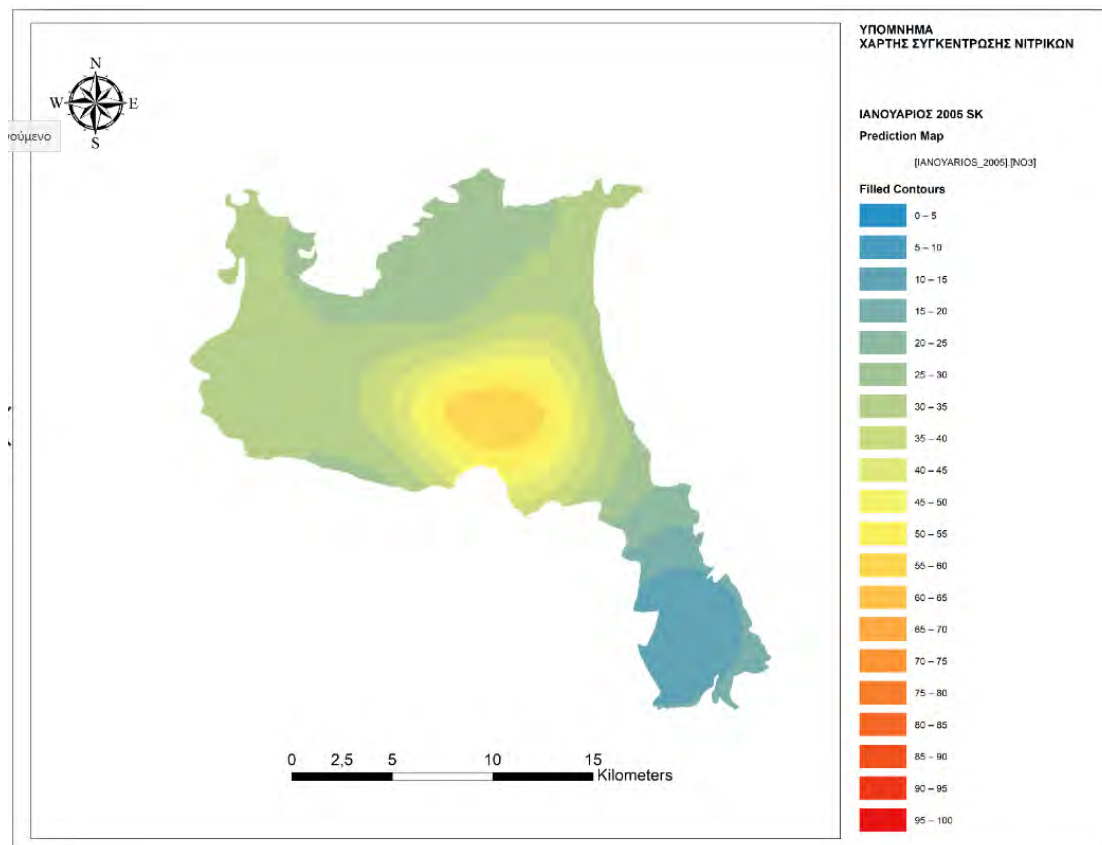 ΥΠΟΜΝΗΜΑ
ΧΑΡΤΗΣ ΣΥΓΚΕΝΤΡΩΣΗΣ ΝΙΤΡΙΚΩΝ
N
W E
S
ΙΑΝΟΥΑΡΙΟΣ 2005 SK
Prediction Map
[IANOYARIOS_2005].[NO3]
Filled Contours
0 – 5
5 – 10
10 – 15
15 – 20
20 – 25
25 – 30
30 – 35
35 – 40
40 – 45
45 – 50
50 – 55
55 – 60
60 – 65
65 – 70
70 – 75
75 – 80
80 – 85
85 – 90
90 – 95
95 – 100
0 2,5 5 10 15
Kilometers